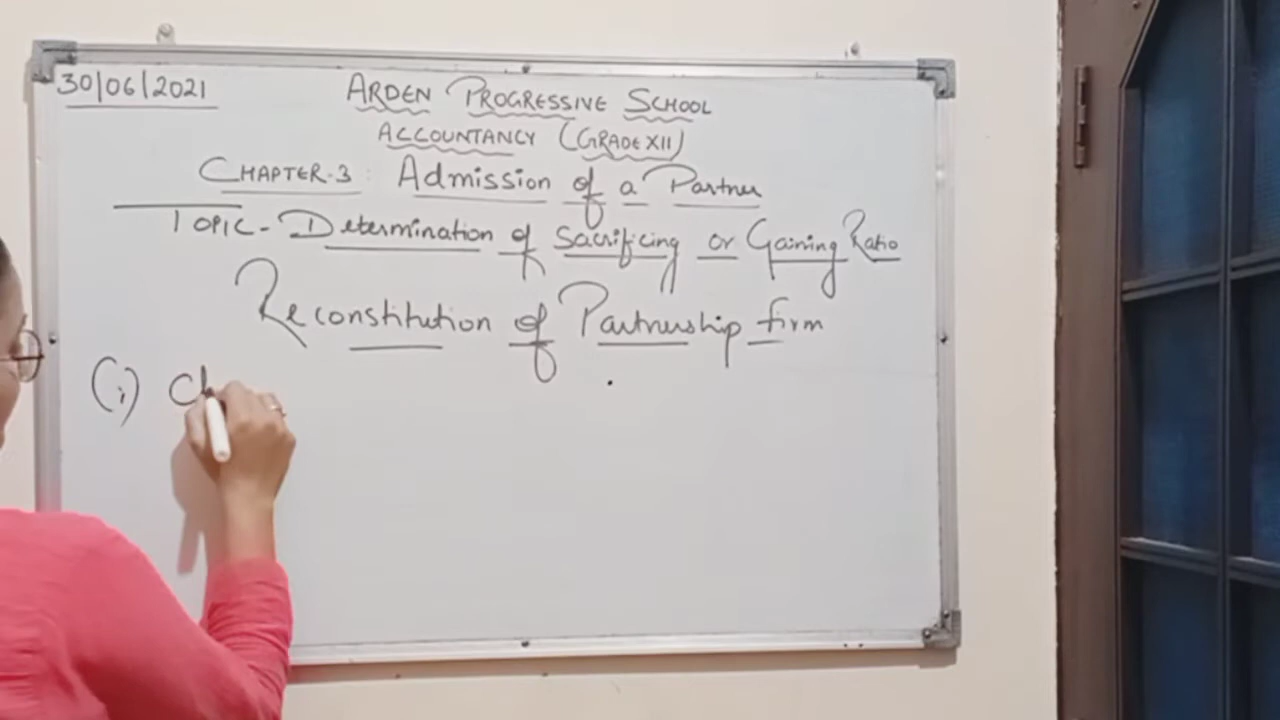 30/06/2021
ARDEN PROGRESSIVE SCHOOL
ACCOUNTANCY (GRADE XII)
CHAPTER-3: Admission of a Partner
TOPIC - Determination of Sacrificing or Gaining Ratio
Reconstitution of Partnership firm
(i) Ch